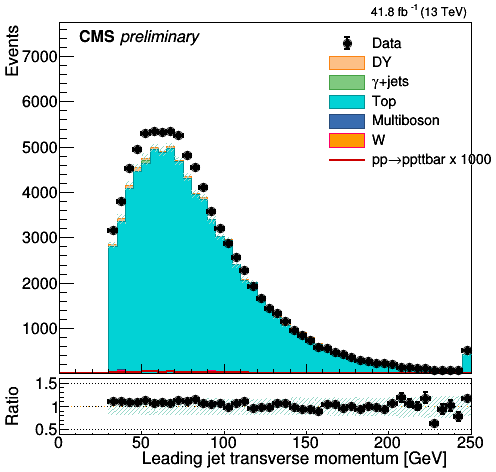 41.8 fb⁻¹ (13 TeV)
CMS preliminary
Events
7000
6000
5000
4000
3000
2000
1000
Data
DY
γ+jets
Top
Multiboson
W
pp→ppttbar x 1000
Ratio
1.5
1
0.5
0 50 100 150 200 250
Leading jet transverse momentum [GeV]